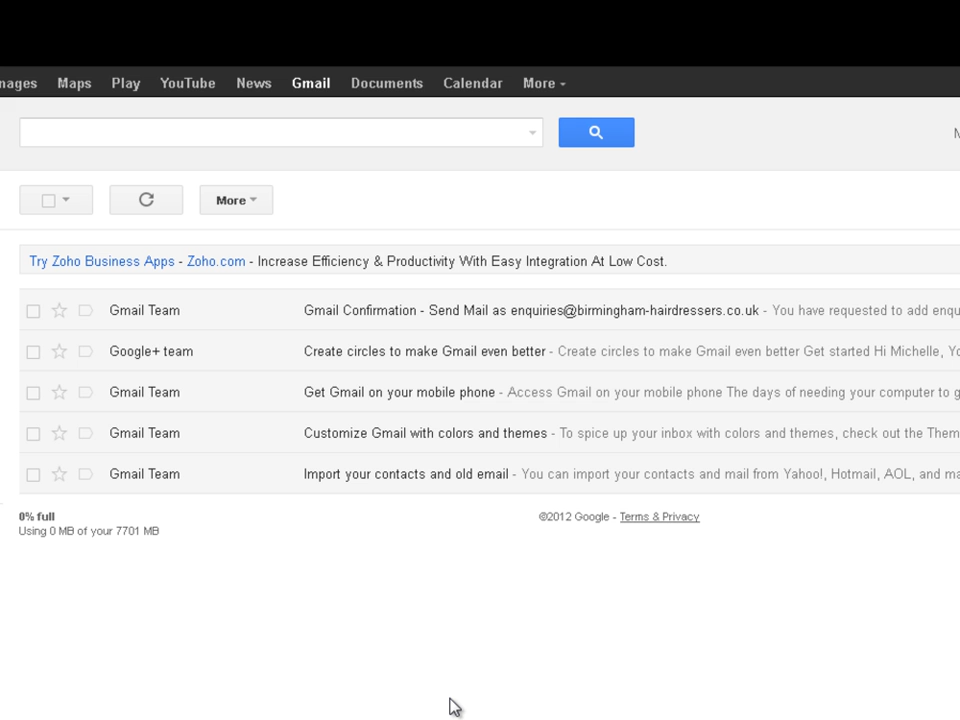 Maps Play YouTube News Gmail Documents Calendar More
More
Try Zoho Business Apps - Zoho.com - Increase Efficiency & Productivity With Easy Integration At Low Cost.
Gmail Team Gmail Confirmation - Send Mail as enquiries@birmingham-hairdressers.co.uk - You have requested to add enqu
Google+ team Create circles to make Gmail even better - Create circles to make Gmail even better Get started Hi Michelle, Yo
Gmail Team Get Gmail on your mobile phone - Access Gmail on your mobile phone The days of needing your computer to g
Gmail Team Customize Gmail with colors and themes - To spice up your inbox with colors and themes, check out the Them
Gmail Team Import your contacts and old email - You can import your contacts and mail from Yahoo!, Hotmail, AOL, and ma
0% full
Using 0 MB of your 7701 MB
©2012 Google - Terms & Privacy